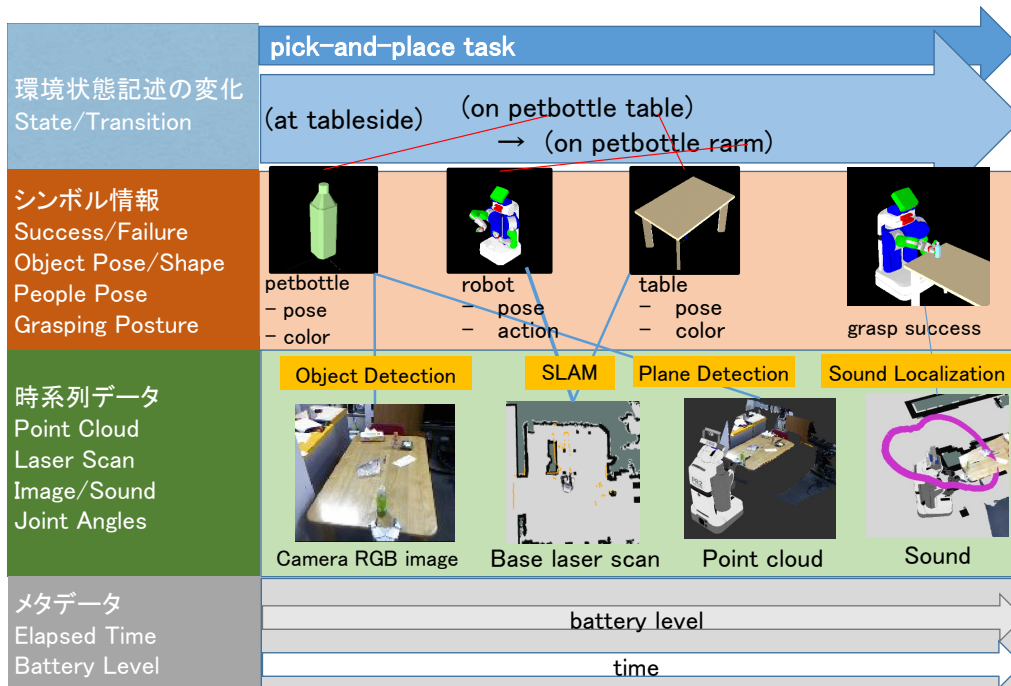 pick-and-place task
環境状態記述の変化
State/Transition
(at tableside)
(on petbottle table)
→ (on petbottle rarm)
シンボル情報
Success/Failure
Object Pose/Shape
People Pose
Grasping Posture
petbottle
- pose
- color
robot
- pose
- action
table
- pose
- color
grasp success
時系列データ
Point Cloud
Laser Scan
Image/Sound
Joint Angles
Object Detection
SLAM
Plane Detection
Sound Localization
Camera RGB image
Base laser scan
Point cloud
Sound
メタデータ
Elapsed Time
Battery Level
battery level
time